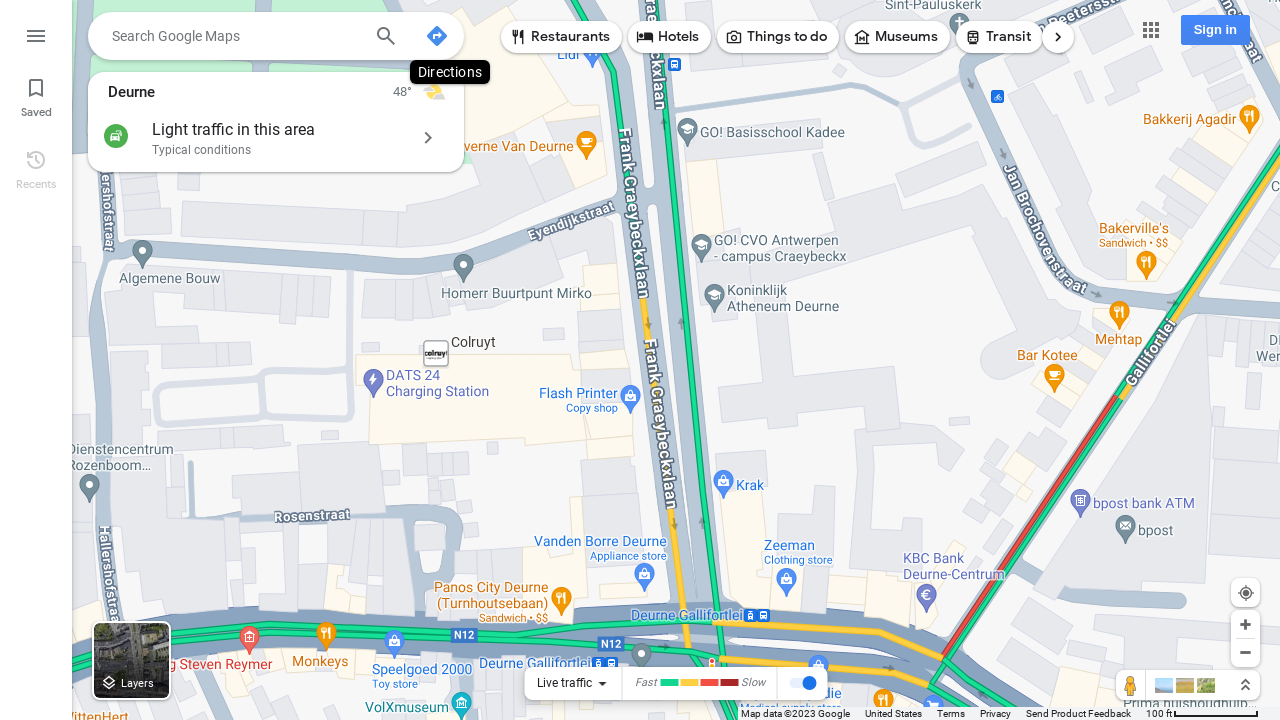 Search Google Maps
Directions
Restaurants
Hotels
Things to do
Museums
Transit
Sign in
Saved
Recents
Deurne
48°
Light traffic in this area
Typical conditions
Sint-Pauluskerk
Lidl
GO! Basisschool Kadee
Bakkerij Agadir
Frank Craeybeckxlaan
Jan Brochovenstraat
Eyendijkstraat
GO! CVO Antwerpen
- campus Craeybeckx
Bakerville's
Sandwich • $$
Algemene Bouw
Homerr Buurtpunt Mirko
Koninklijk
Atheneum Deurne
Mehtap
Colruyt
Bar Kotee
Gallifortlei
DATS 24
Charging Station
Flash Printer
Copy shop
Frank Craeybeckxlaan
Dienstencentrum
Rozenboom...
Krak
bpost bank ATM
bpost
Rosenstraat
Vanden Borre Deurne
Appliance store
Zeeman
Clothing store
KBC Bank
Deurne-Centrum
Panos City Deurne
(Turnhoutsebaan)
Sandwich • $$
Deurne Gallifortlei
N12
N12
Steven Reymer
Monkeys
Speelgoed 2000
Toy store
Deurne Gallifortlei
VolXmuseum
Layers
Live traffic
Fast
Slow
Map data ©2023 Google
United States
Terms
Privacy
Send Product Feedback
100 ft